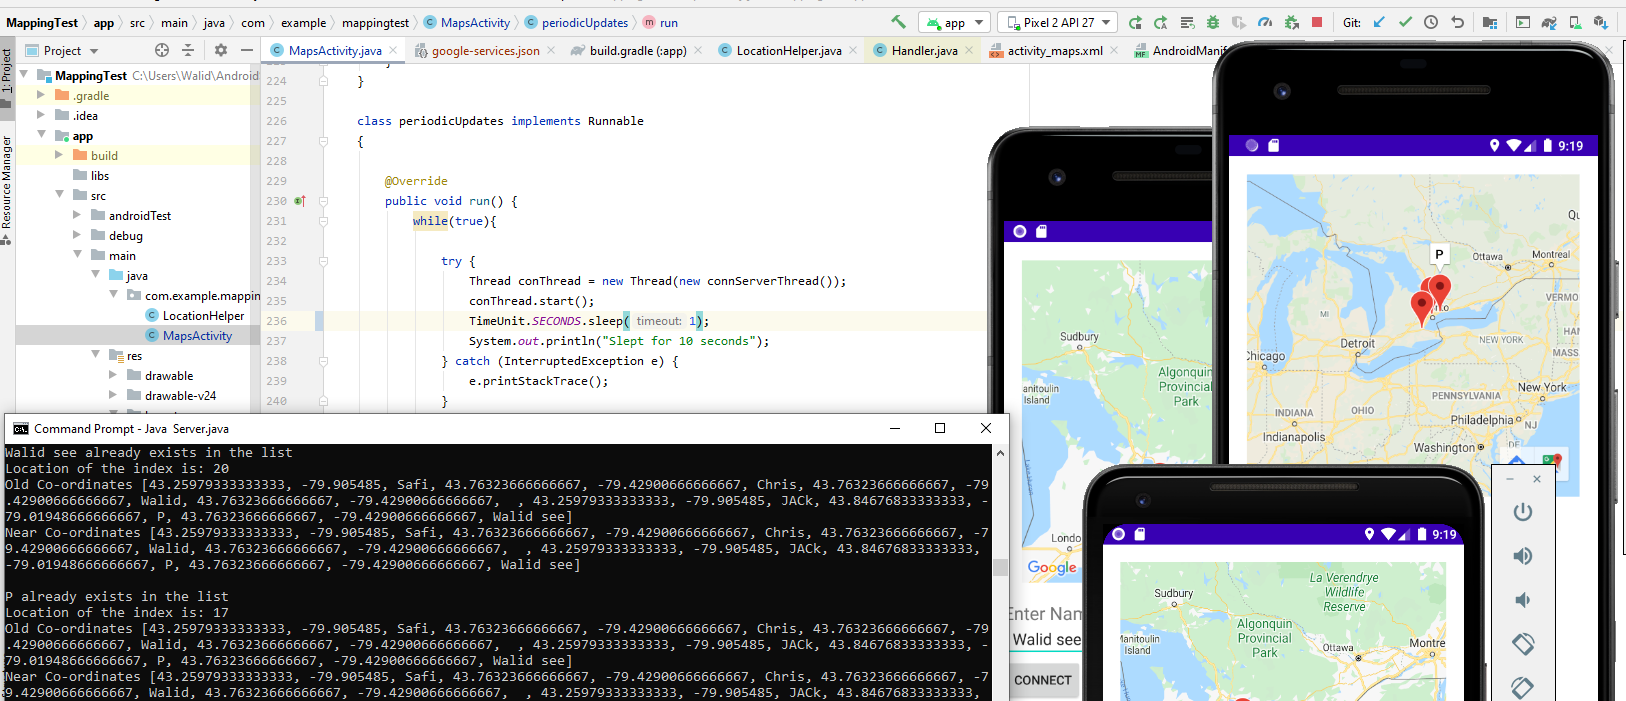 MappingTest app src main java com example mappingtest MapsActivity periodicUpdates run
app Pixel 2 API 27 Git:
Project
MapsActivity.java google-services.json build.gradle (:app) LocationHelper.java Handler.java activity_maps.xml AndroidManif
1: Project
Resource Manager
MappingTest C:\Users\Walid\Android
.gradle
.idea
app
build
libs
src
androidTest
debug
main
java
com.example.mappin
LocationHelper
MapsActivity
res
drawable
drawable-v24
224 }
225
226 class periodicUpdates implements Runnable
227 {
228
229 @Override
230 public void run() {
231 while(true){
232
233 try {
234 Thread conThread = new Thread(new connServerThread());
235 conThread.start();
236 TimeUnit.SECONDS.sleep( timeout: 1);
237 System.out.println("Slept for 10 seconds");
238 } catch (InterruptedException e) {
239 e.printStackTrace();
240 }
Command Prompt - Java Server.java
Walid see already exists in the list
Location of the index is: 20
Old Co-ordinates [43.25979333333333, -79.905485, Safi, 43.76323666666667, -79.42900666666667, Chris, 43.76323666666667, -79
.42900666666667, Walid, 43.76323666666667, -79.42900666666667,  , 43.25979333333333, -79.905485, JACk, 43.84676833333333, -
79.01948666666667, P, 43.76323666666667, -79.42900666666667, Walid see]
Near Co-ordinates [43.25979333333333, -79.905485, Safi, 43.76323666666667, -79.42900666666667, Chris, 43.76323666666667, -7
9.42900666666667, Walid, 43.76323666666667, -79.42900666666667,  , 43.25979333333333, -79.905485, JACk, 43.84676833333333,
-79.01948666666667, P, 43.76323666666667, -79.42900666666667, Walid see]
P already exists in the list
Location of the index is: 17
Old Co-ordinates [43.25979333333333, -79.905485, Safi, 43.76323666666667, -79.42900666666667, Chris, 43.76323666666667, -79
.42900666666667, Walid, 43.76323666666667, -79.42900666666667,  , 43.25979333333333, -79.905485, JACk, 43.84676833333333, -
79.01948666666667, P, 43.76323666666667, -79.42900666666667, Walid see]
Near Co-ordinates [43.25979333333333, -79.905485, Safi, 43.76323666666667, -79.42900666666667, Chris, 43.76323666666667, -7
9.42900666666667, Walid, 43.76323666666667, -79.42900666666667,  , 43.25979333333333, -79.905485, JACk, 43.84676833333333,
Sudbury
Algonquin
Provincial
Park
anitoulin
Island
Londo
Google
Enter Nam
Walid see
CONNECT
9:19
Qu
P
Ottawa
Montreal
VERMON
MI
Detroit
NEW YORK
MASS
Chicago
New York
PENNSYLVANIA
INDIANA
OHIO
Philadelphia
NJ
Indianapolis
Washington
DE
9:19
La Verendrye
Wildlife
Reserve
Sudbury
Algonquin
Provincial
Park
Manitoulin
Island
Ottawa
Montre